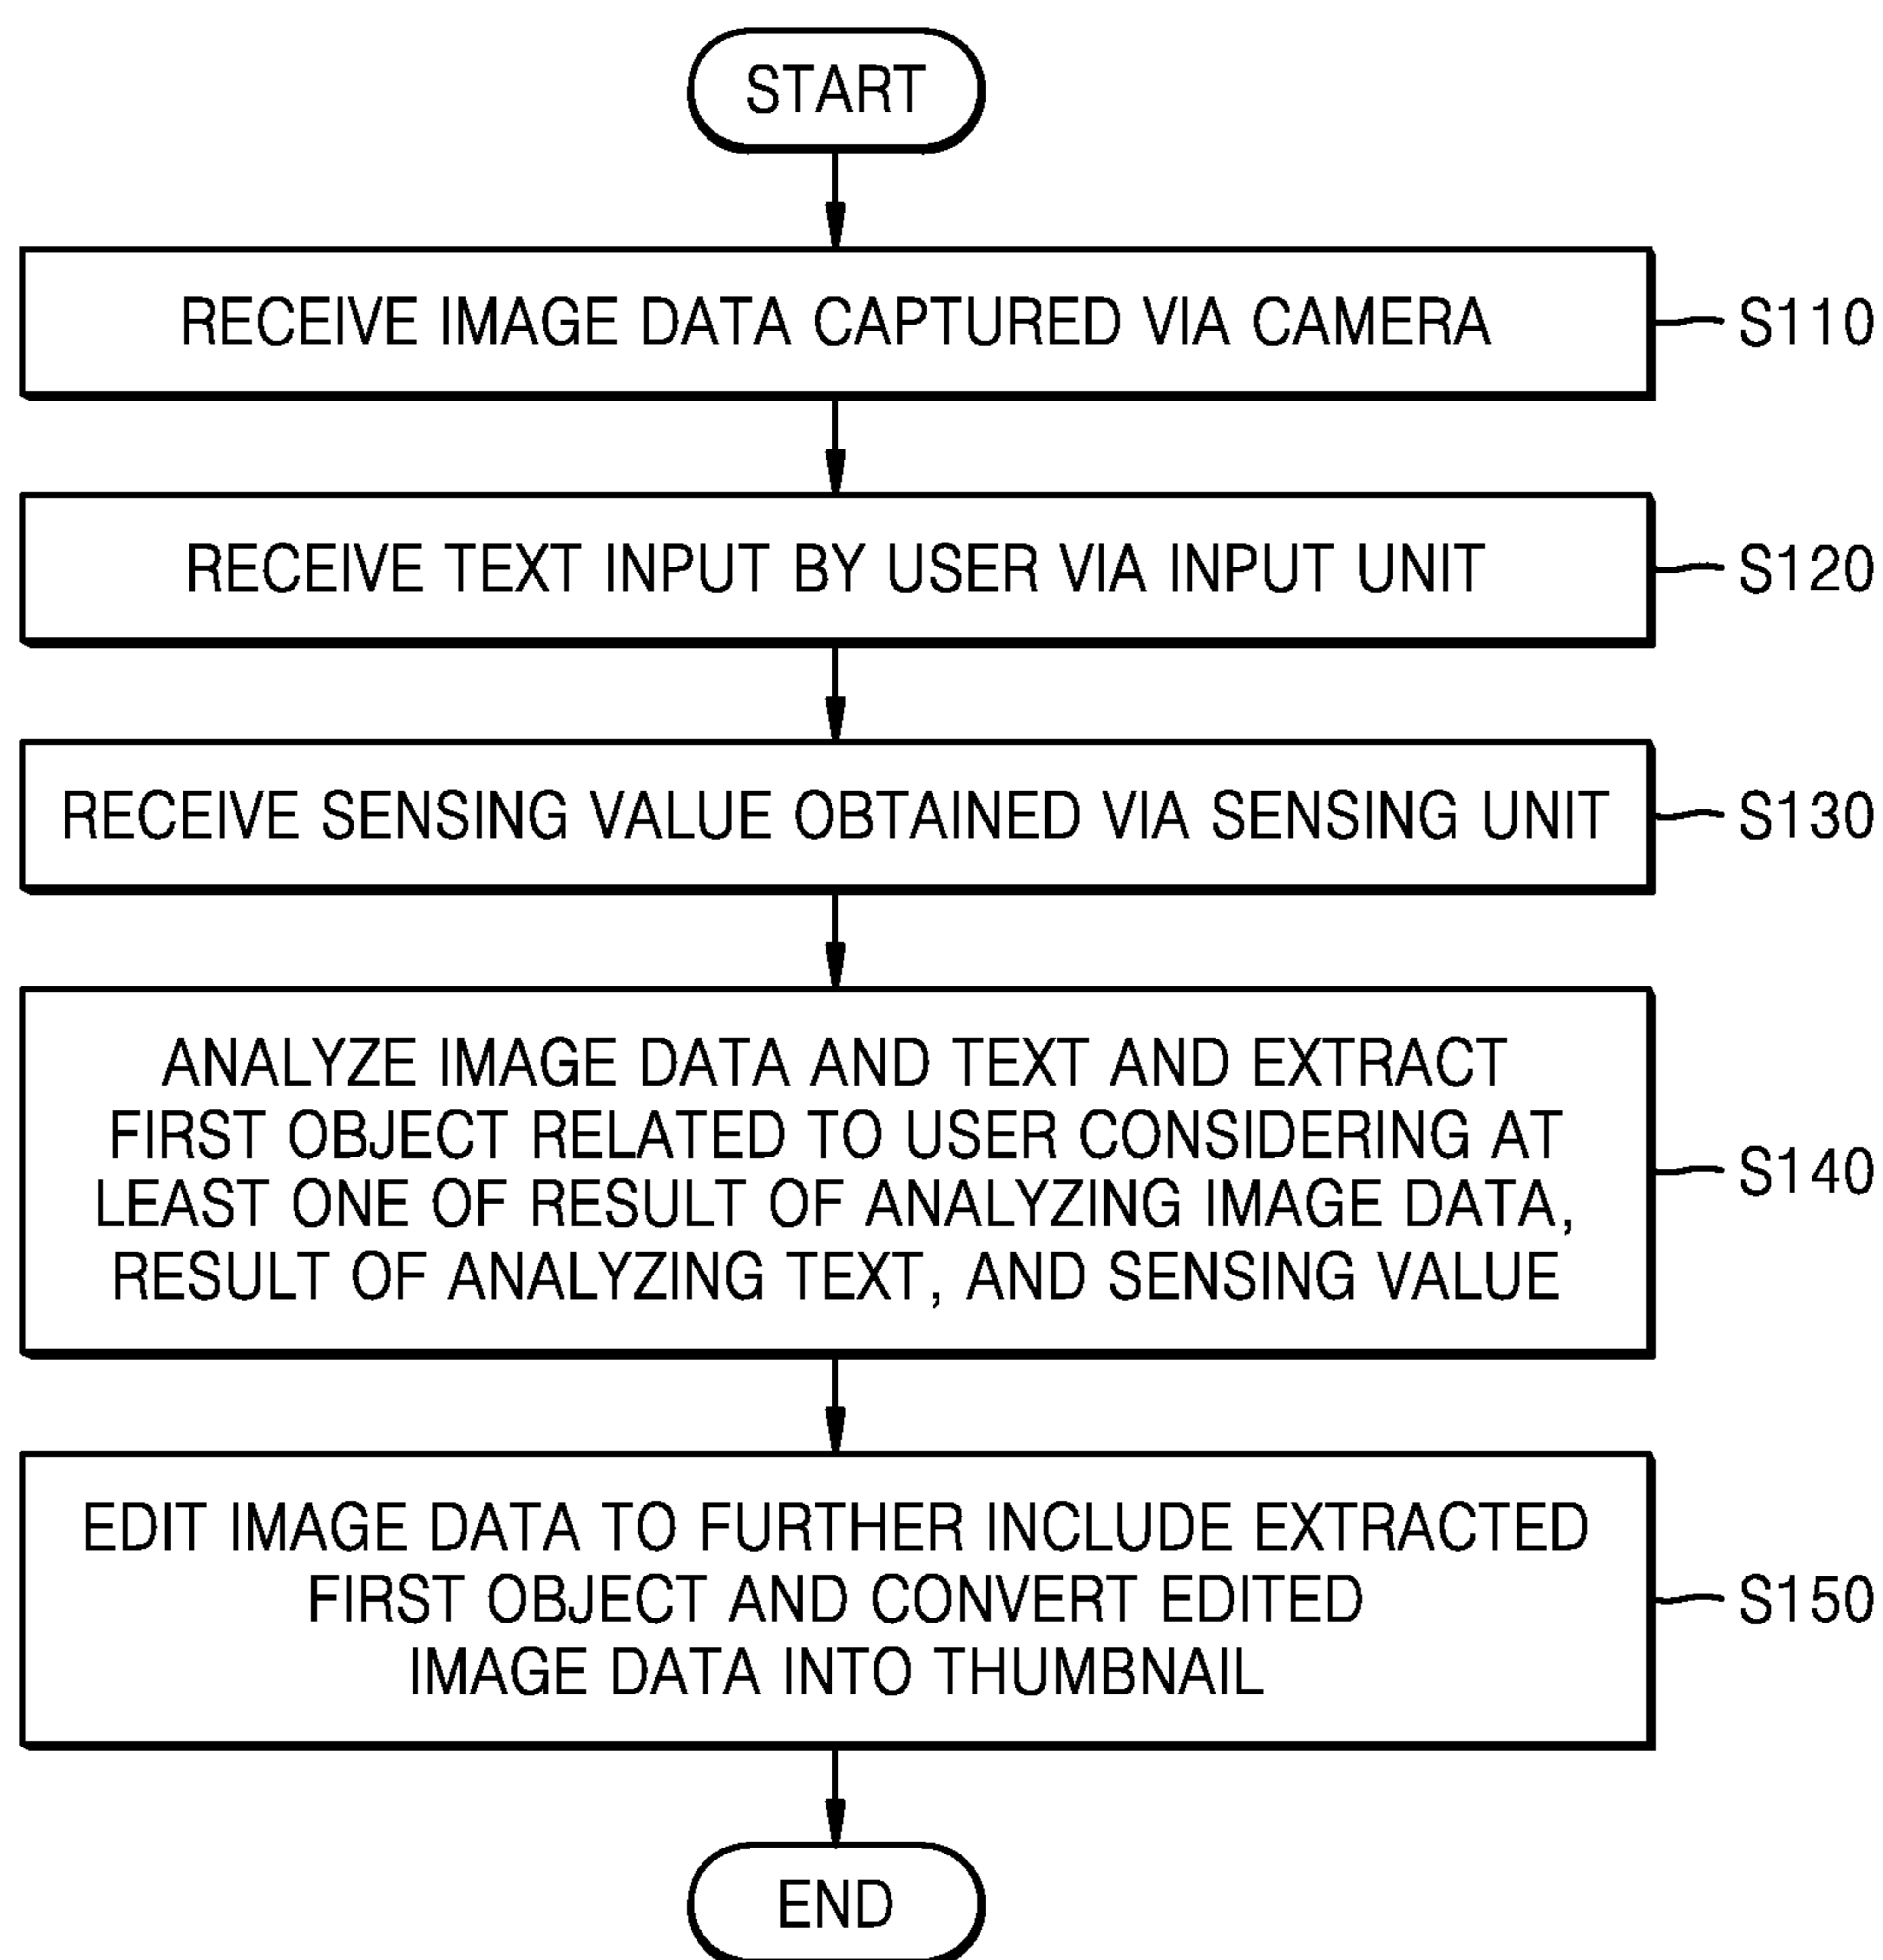 START
RECEIVE IMAGE DATA CAPTURED VIA CAMERA
S110
RECEIVE TEXT INPUT BY USER VIA INPUT UNIT
S120
RECEIVE SENSING VALUE OBTAINED VIA SENSING UNIT
S130
ANALYZE IMAGE DATA AND TEXT AND EXTRACT
FIRST OBJECT RELATED TO USER CONSIDERING AT
LEAST ONE OF RESULT OF ANALYZING IMAGE DATA,
RESULT OF ANALYZING TEXT, AND SENSING VALUE
S140
EDIT IMAGE DATA TO FURTHER INCLUDE EXTRACTED
FIRST OBJECT AND CONVERT EDITED
IMAGE DATA INTO THUMBNAIL
S150
END